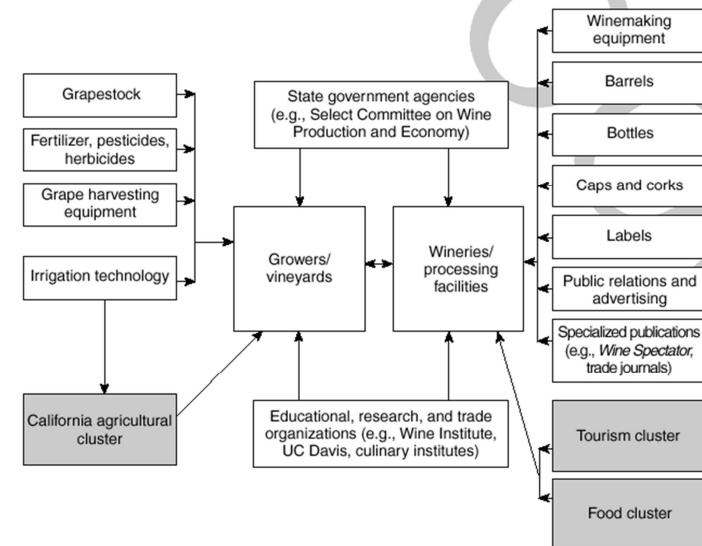 Grapestock
Fertilizer, pesticides,
herbicides
Grape harvesting
equipment
Irrigation technology
California agricultural
cluster
State government agencies
(e.g., Select Committee on Wine
Production and Economy)
Growers/
vineyards
Wineries/
processing
facilities
Educational, research, and trade
organizations (e.g., Wine Institute,
UC Davis, culinary institutes)
Winemaking
equipment
Barrels
Bottles
Caps and corks
Labels
Public relations and
advertising
Specialized publications
(e.g., Wine Spectator,
trade journals)
Tourism cluster
Food cluster